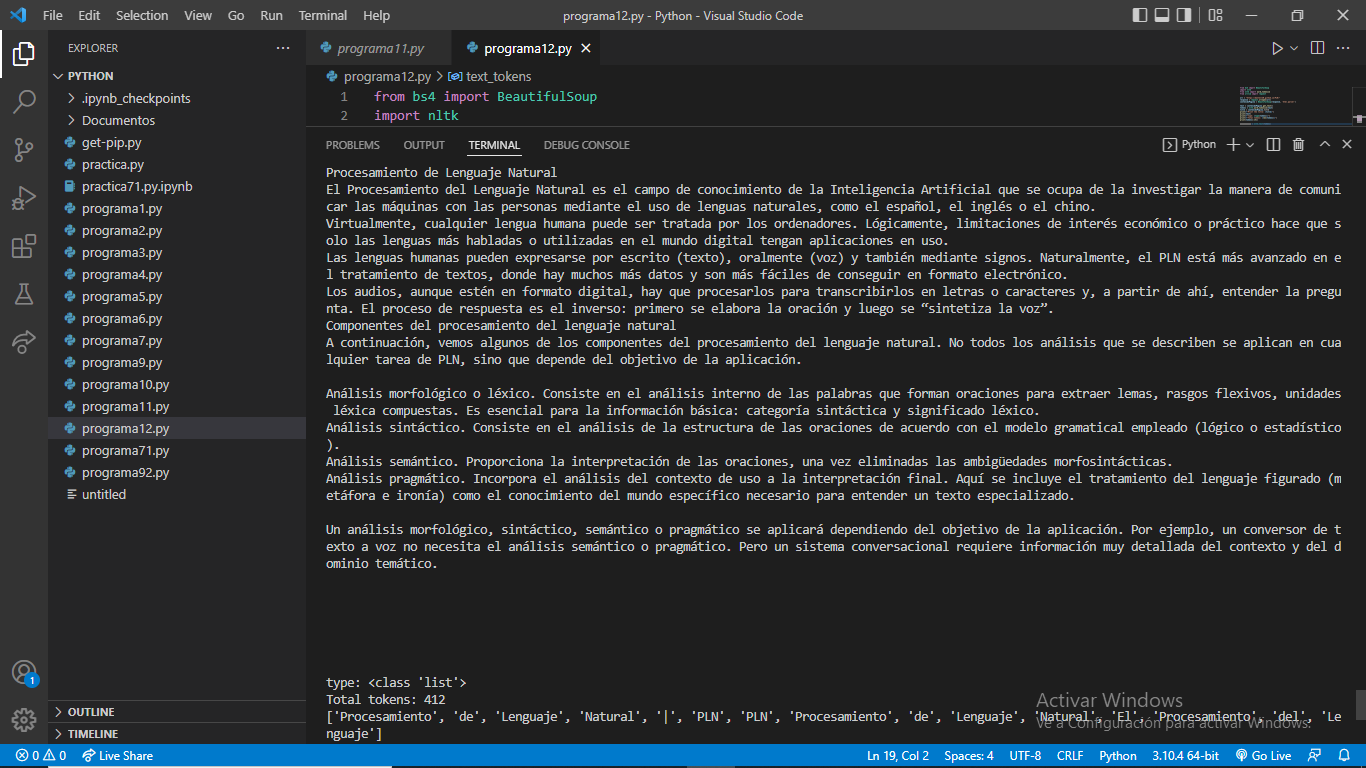 File Edit Selection View Go Run Terminal Help programa12.py - Python - Visual Studio Code
EXPLORER
PYTHON
.ipynb_checkpoints
Documentos
get-pip.py
practica.py
practica71.py.ipynb
programa1.py
programa2.py
programa3.py
programa4.py
programa5.py
programa6.py
programa7.py
programa9.py
programa10.py
programa11.py
programa12.py
programa71.py
programa92.py
untitled
OUTLINE
TIMELINE
programa11.py programa12.py
programa12.py > text_tokens
1 from bs4 import BeautifulSoup
2 import nltk
PROBLEMS OUTPUT TERMINAL DEBUG CONSOLE Python
Procesamiento de Lenguaje Natural
El Procesamiento del Lenguaje Natural es el campo de conocimiento de la Inteligencia Artificial que se ocupa de la investigar la manera de comuni
car las máquinas con las personas mediante el uso de lenguas naturales, como el español, el inglés o el chino.
Virtualmente, cualquier lengua humana puede ser tratada por los ordenadores. Lógicamente, limitaciones de interés económico o práctico hace que s
olo las lenguas más habladas o utilizadas en el mundo digital tengan aplicaciones en uso.
Las lenguas humanas pueden expresarse por escrito (texto), oralmente (voz) y también mediante signos. Naturalmente, el PLN está más avanzado en e
l tratamiento de textos, donde hay muchos más datos y son más fáciles de conseguir en formato electrónico.
Los audios, aunque estén en formato digital, hay que procesarlos para transcribirlos en letras o caracteres y, a partir de ahí, entender la pregu
nta. El proceso de respuesta es el inverso: primero se elabora la oración y luego se “sintetiza la voz”.
Componentes del procesamiento del lenguaje natural
A continuación, vemos algunos de los componentes del procesamiento del lenguaje natural. No todos los análisis que se describen se aplican en cua
lquier tarea de PLN, sino que depende del objetivo de la aplicación.
Análisis morfológico o léxico. Consiste en el análisis interno de las palabras que forman oraciones para extraer lemas, rasgos flexivos, unidades
léxica compuestas. Es esencial para la información básica: categoría sintáctica y significado léxico.
Análisis sintáctico. Consiste en el análisis de la estructura de las oraciones de acuerdo con el modelo gramatical empleado (lógico o estadístico
).
Análisis semántico. Proporciona la interpretación de las oraciones, una vez eliminadas las ambigüedades morfosintácticas.
Análisis pragmático. Incorpora el análisis del contexto de uso a la interpretación final. Aquí se incluye el tratamiento del lenguaje figurado (m
etáfora e ironía) como el conocimiento del mundo específico necesario para entender un texto especializado.
Un análisis morfológico, sintáctico, semántico o pragmático se aplicará dependiendo del objetivo de la aplicación. Por ejemplo, un conversor de t
exto a voz no necesita el análisis semántico o pragmático. Pero un sistema conversacional requiere información muy detallada del contexto y del d
ominio temático.
type: <class 'list'>
Total tokens: 412
['Procesamiento', 'de', 'Lenguaje', 'Natural', '|', 'PLN', 'PLN', 'Procesamiento', 'de', 'Lenguaje', 'Natural', 'El', 'Procesamiento', 'del', 'Le
nguaje']
Activar Windows
Ve a Configuración para activar Windows.
1
0 0 Live Share Ln 19, Col 2 Spaces: 4 UTF-8 CRLF Python 3.10.4 64-bit Go Live